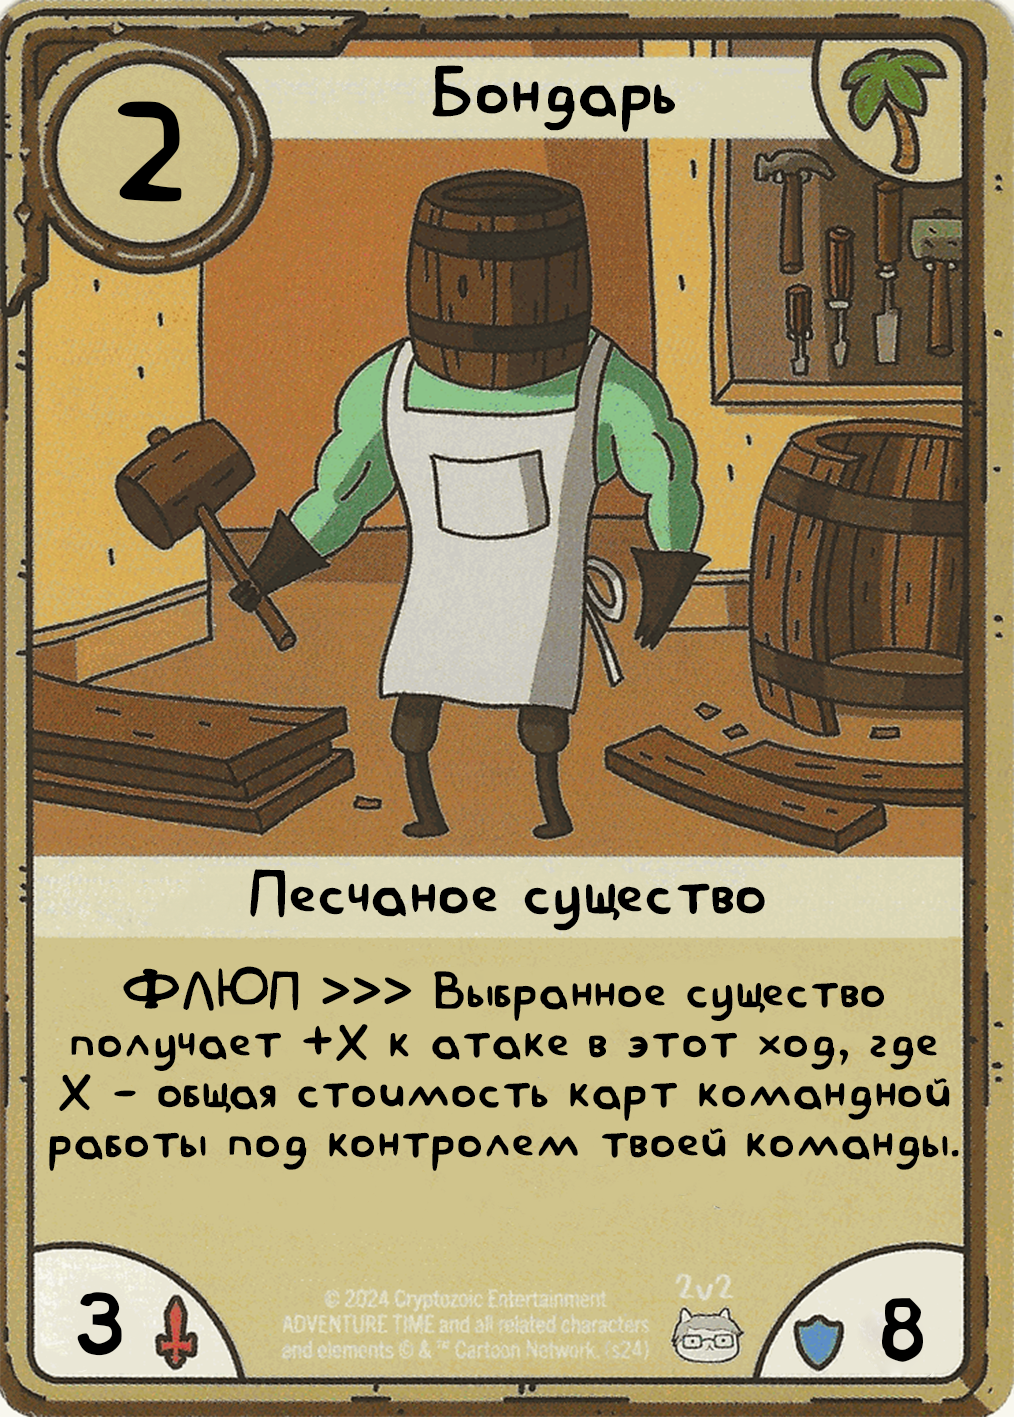 2
Бондарь
Песчаное существо
ФЛЮП >>> Выбранное существо
получает +X к атаке в этот ход, где
X - общая стоимость карт командной
работы под контролем твоей команды.
3
8
2v2
© 2024 Cryptozoic Entertainment
ADVENTURE TIME and all related characters
and elements © & ™ Cartoon Network. (s24)